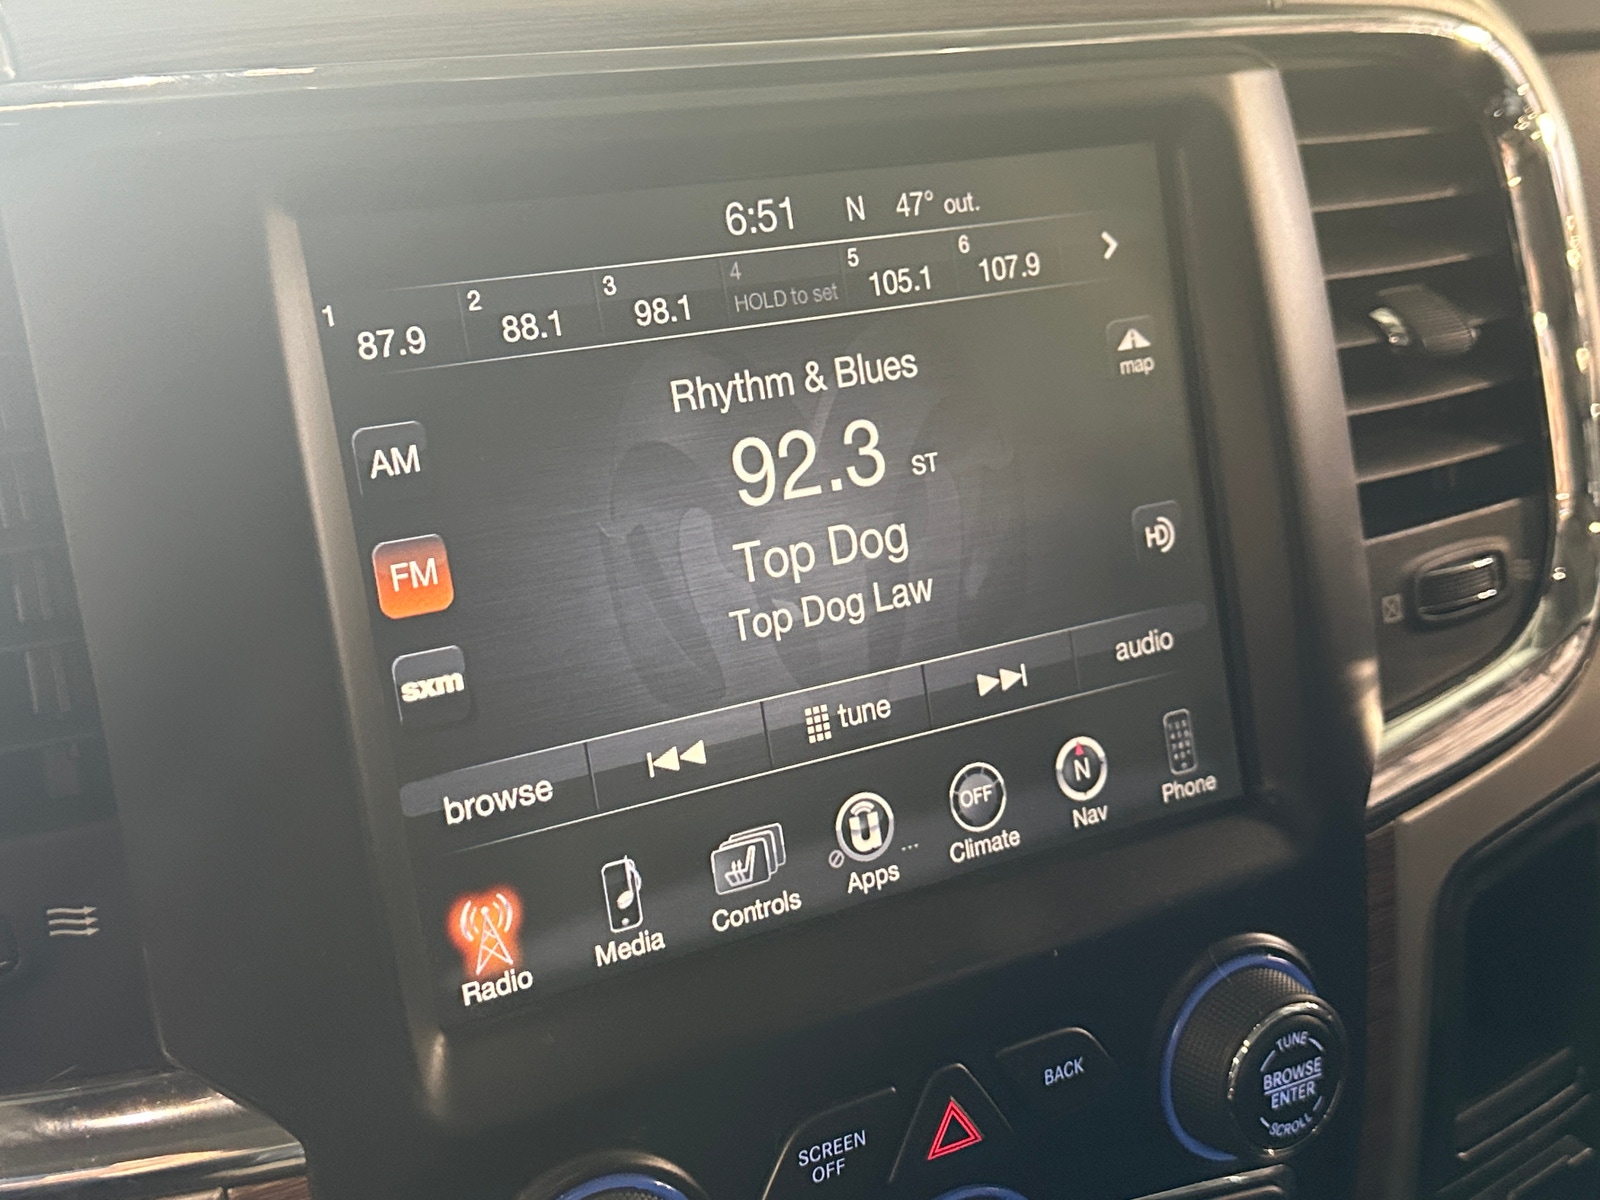 6:51 N 47° out.
1 87.9 2 88.1 3 98.1 4 HOLD to set 5 105.1 6 107.9
map
Rhythm & Blues
AM
92.3 ST
FM
Top Dog
HD
Top Dog Law
sxm
browse tune audio
Radio Media Controls Apps ... OFF Climate N Nav Phone
SCREEN
OFF
BACK
TUNE
BROWSE
ENTER
SCROLL